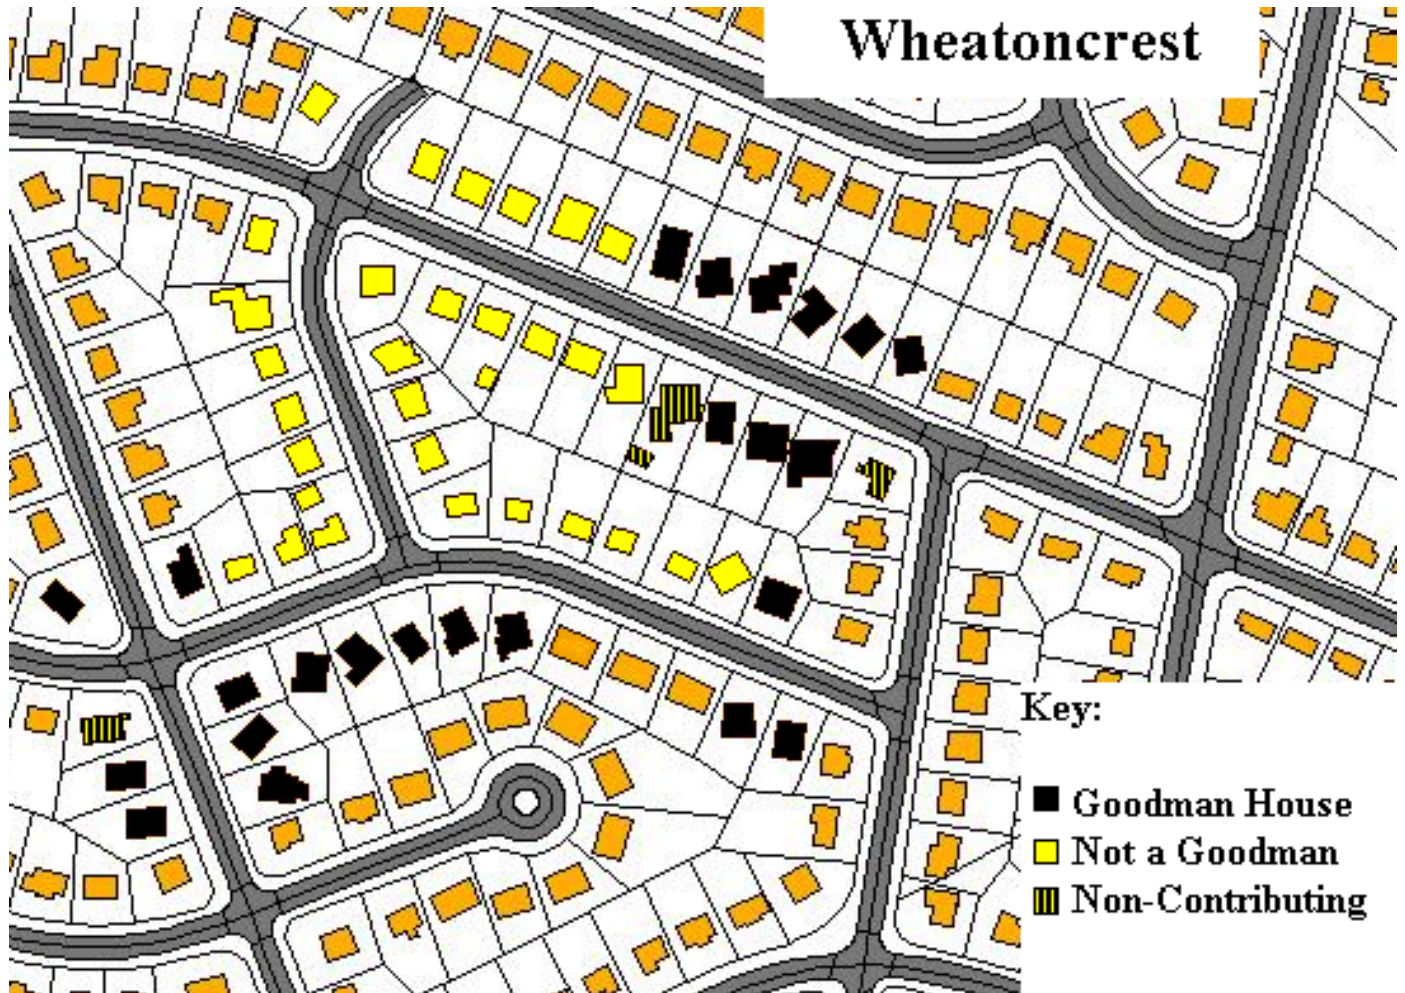 Wheatoncrest
Key:
Goodman House
Not a Goodman
Non-Contributing